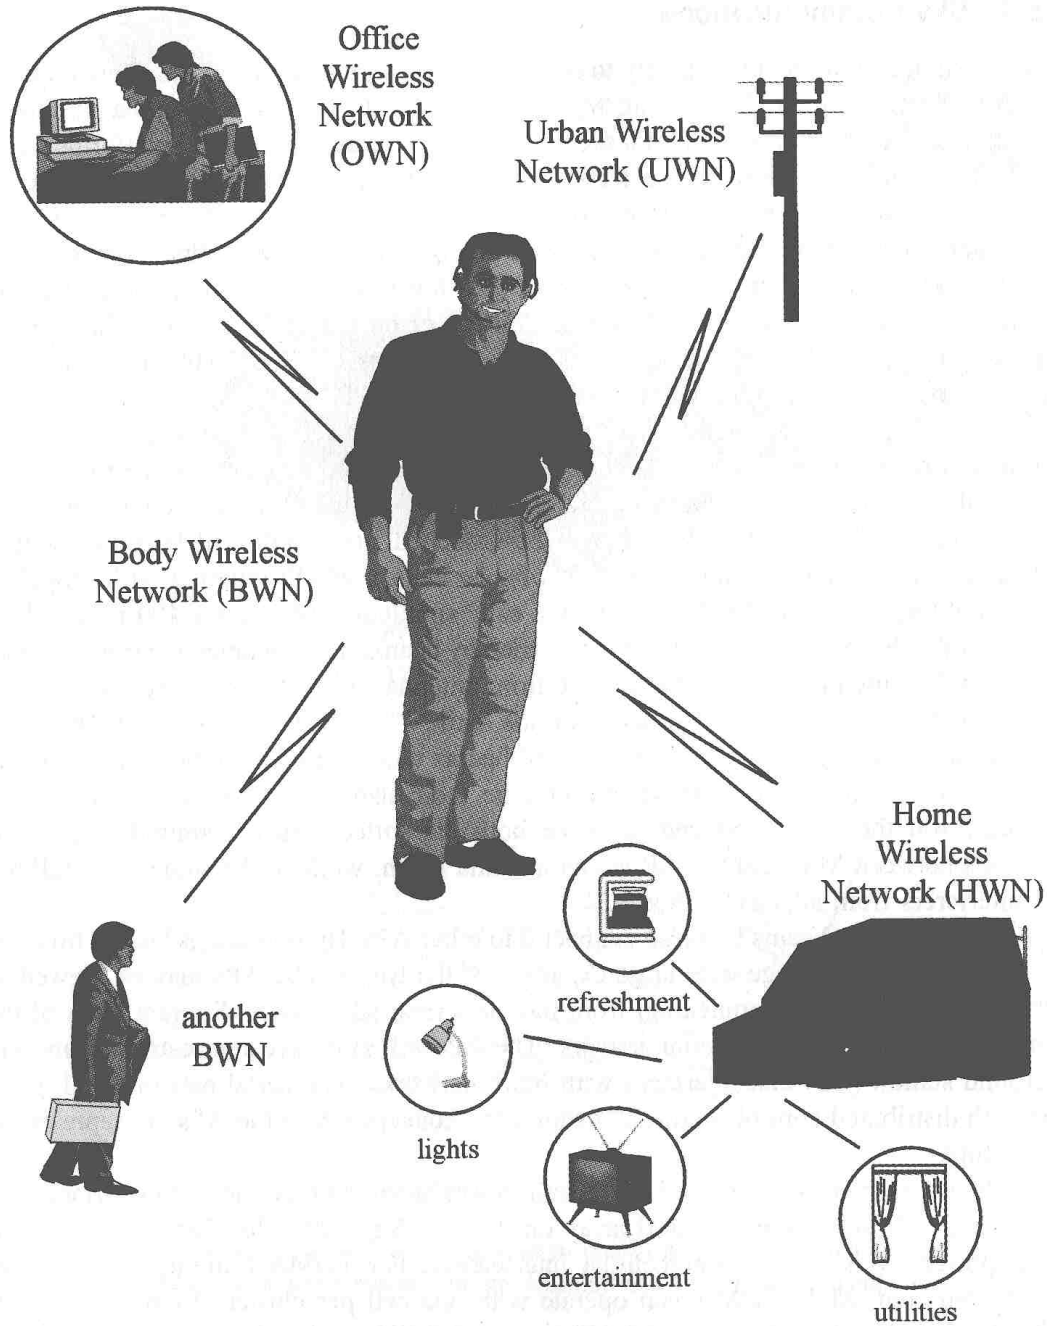 Office
Wireless
Network
(OWN)
Urban Wireless
Network (UWN)
Body Wireless
Network (BWN)
Home
Wireless
Network (HWN)
refreshment
another
BWN
lights
entertainment
utilities